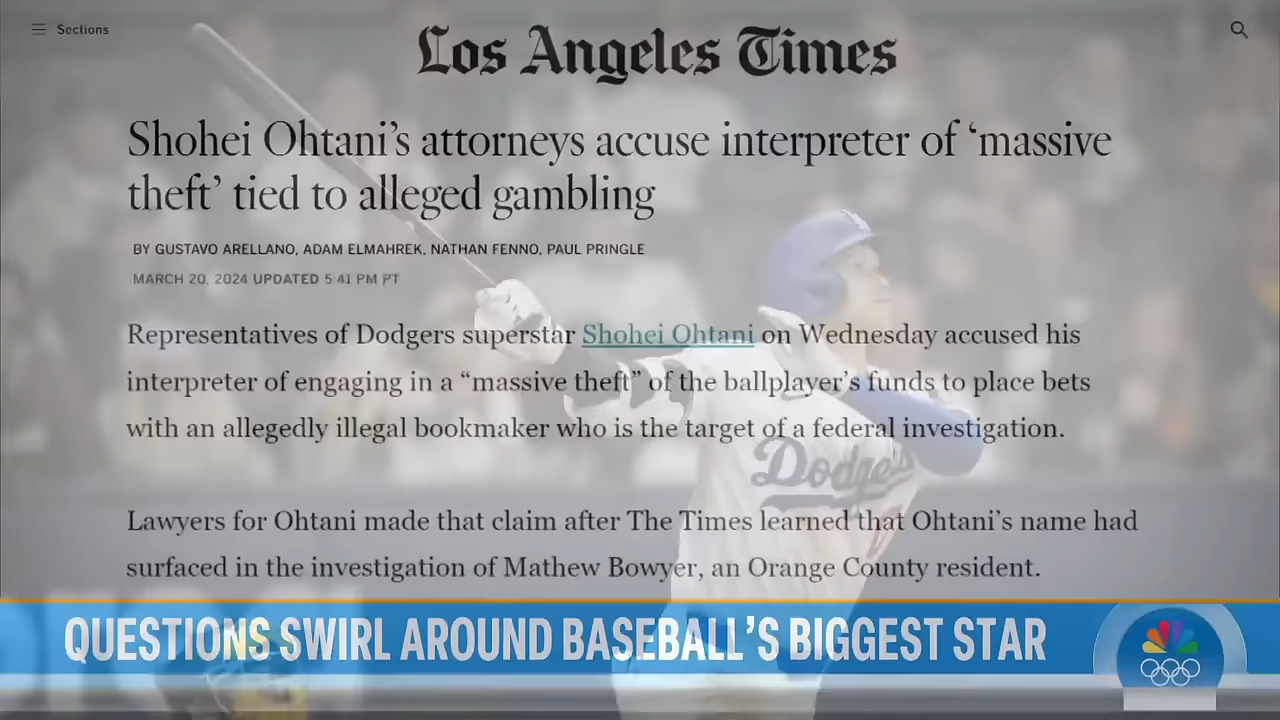 Sections
Los Angeles Times
Shohei Ohtani's attorneys accuse interpreter of ‘massive
theft’ tied to alleged gambling
BY GUSTAVO ARELLANO, ADAM ELMAHREK, NATHAN FENNO, PAUL PRINGLE
MARCH 20, 2024 UPDATED 5:41 PM PT
Representatives of Dodgers superstar Shohei Ohtani on Wednesday accused his
interpreter of engaging in a “massive theft” of the ballplayer’s funds to place bets
with an allegedly illegal bookmaker who is the target of a federal investigation.
Lawyers for Ohtani made that claim after The Times learned that Ohtani’s name had
surfaced in the investigation of Mathew Bowyer, an Orange County resident.
Dodgers
QUESTIONS SWIRL AROUND BASEBALL’S BIGGEST STAR